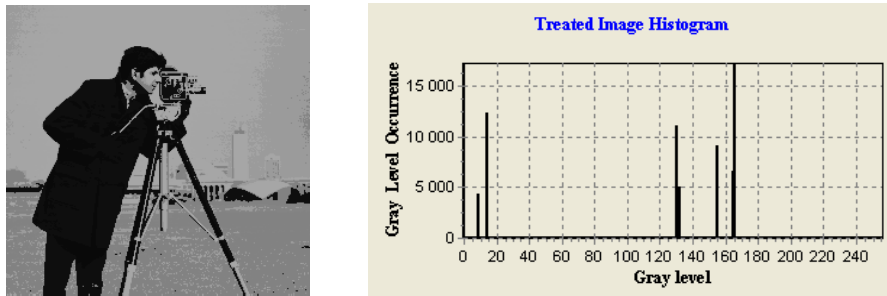 Treated Image Histogram
Gray Level Occurrence
15 000
10 000
5 000
0
0 20 40 60 80 100 120 140 160 180 200 220 240
Gray level